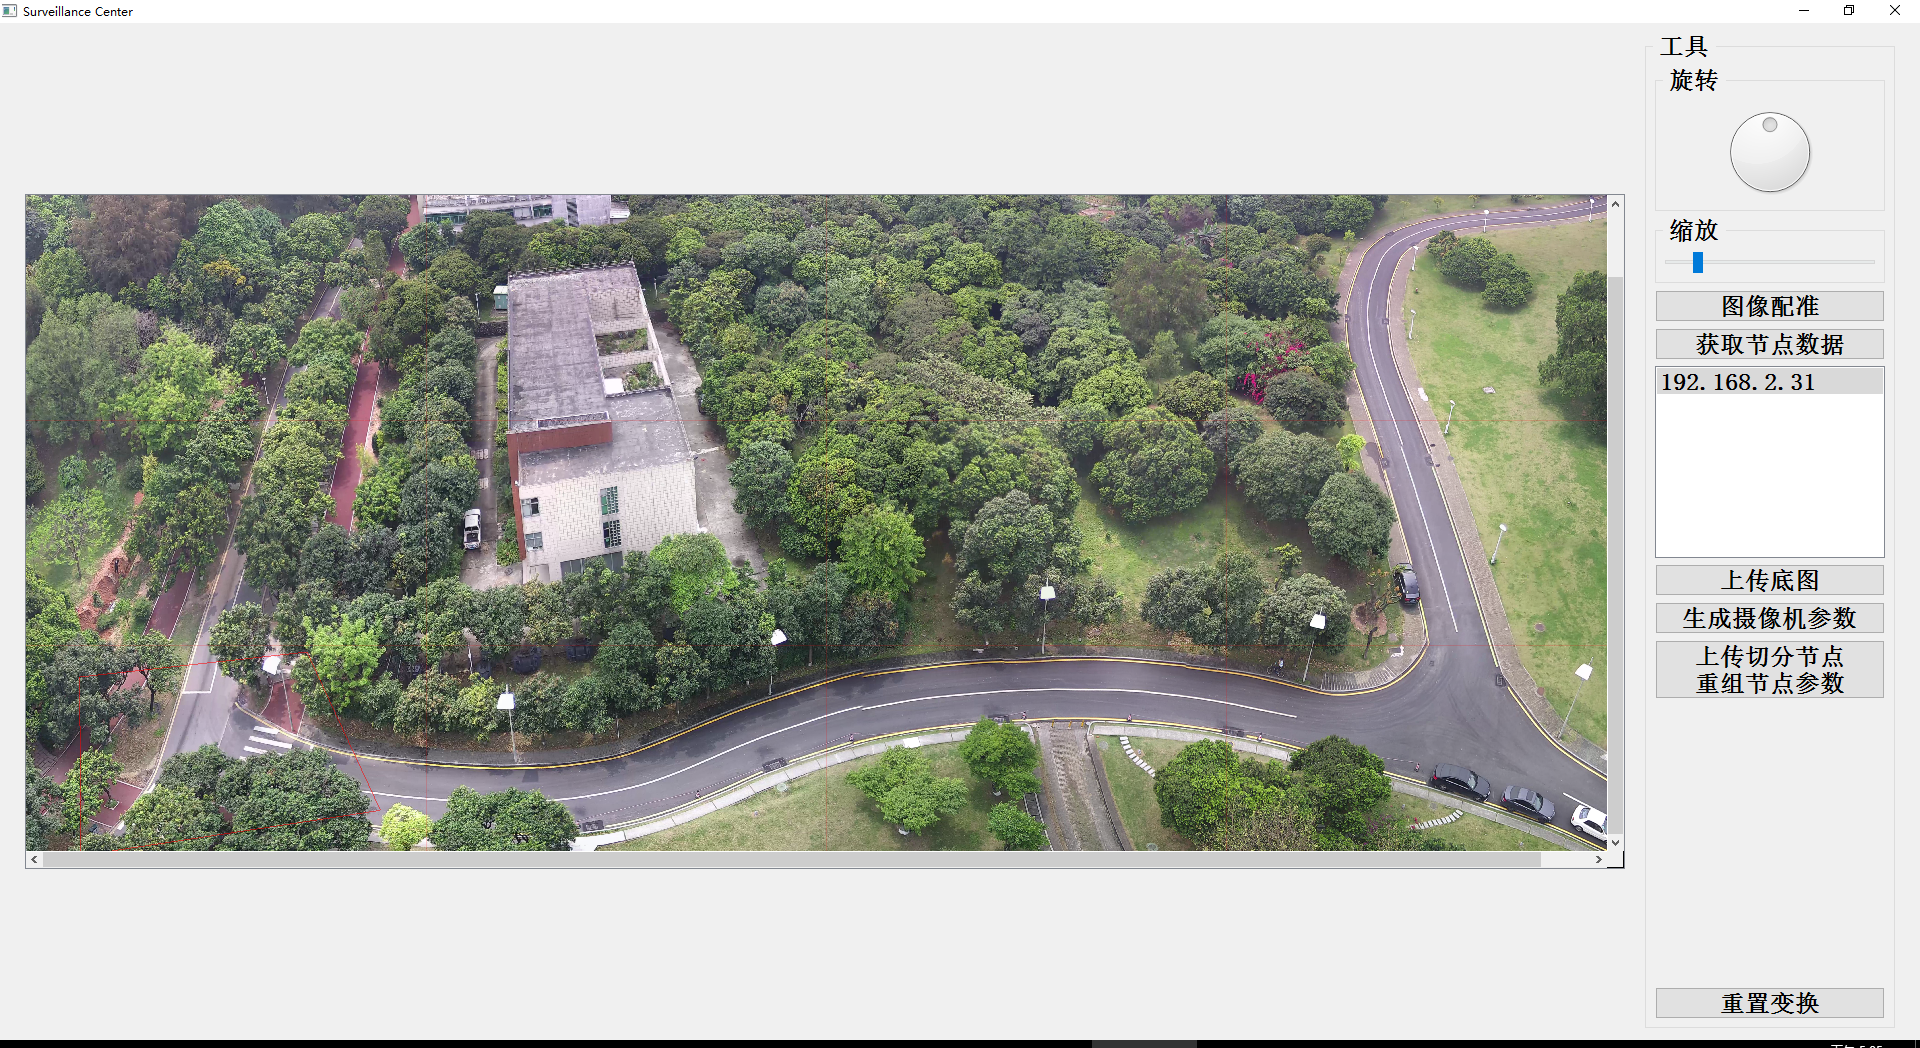 Surveillance Center
工具
旋转
缩放
图像配准
获取节点数据
192.168.2.31
上传底图
生成摄像机参数
上传切分节点
重组节点参数
重置变换